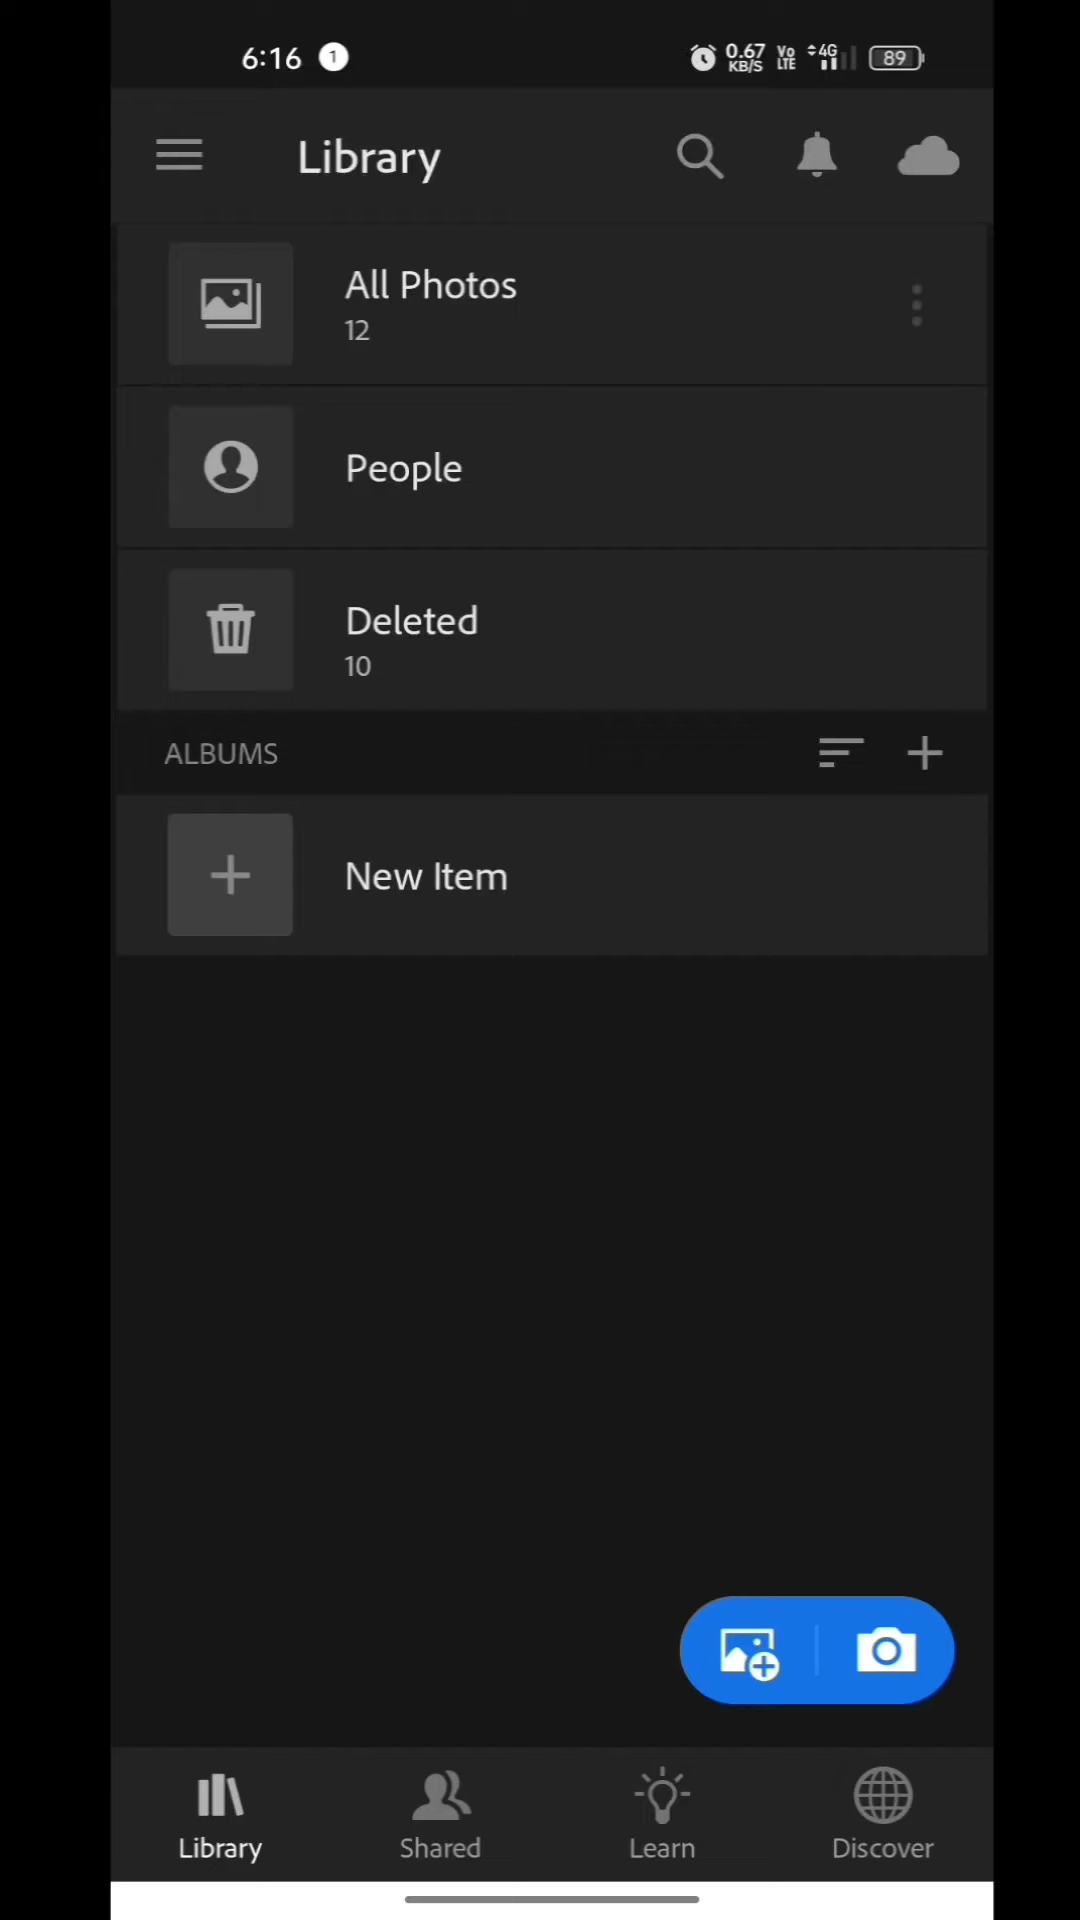 6:16 1 0.67 KB/S Vo LTE 4G 89
Library
All Photos
12
People
Deleted
10
ALBUMS
New Item
Library Shared Learn Discover